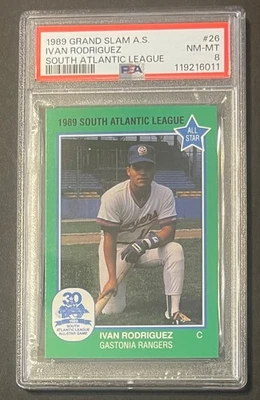 1989 GRAND SLAM A.S. #26
IVAN RODRIGUEZ NM-MT
SOUTH ATLANTIC LEAGUE 8
PSA 119216011
1989 SOUTH ATLANTIC LEAGUE
ALL
STAR
30
SOUTH
ATLANTIC LEAGUE
ALL-STAR GAME
IVAN RODRIGUEZ C
GASTONIA RANGERS